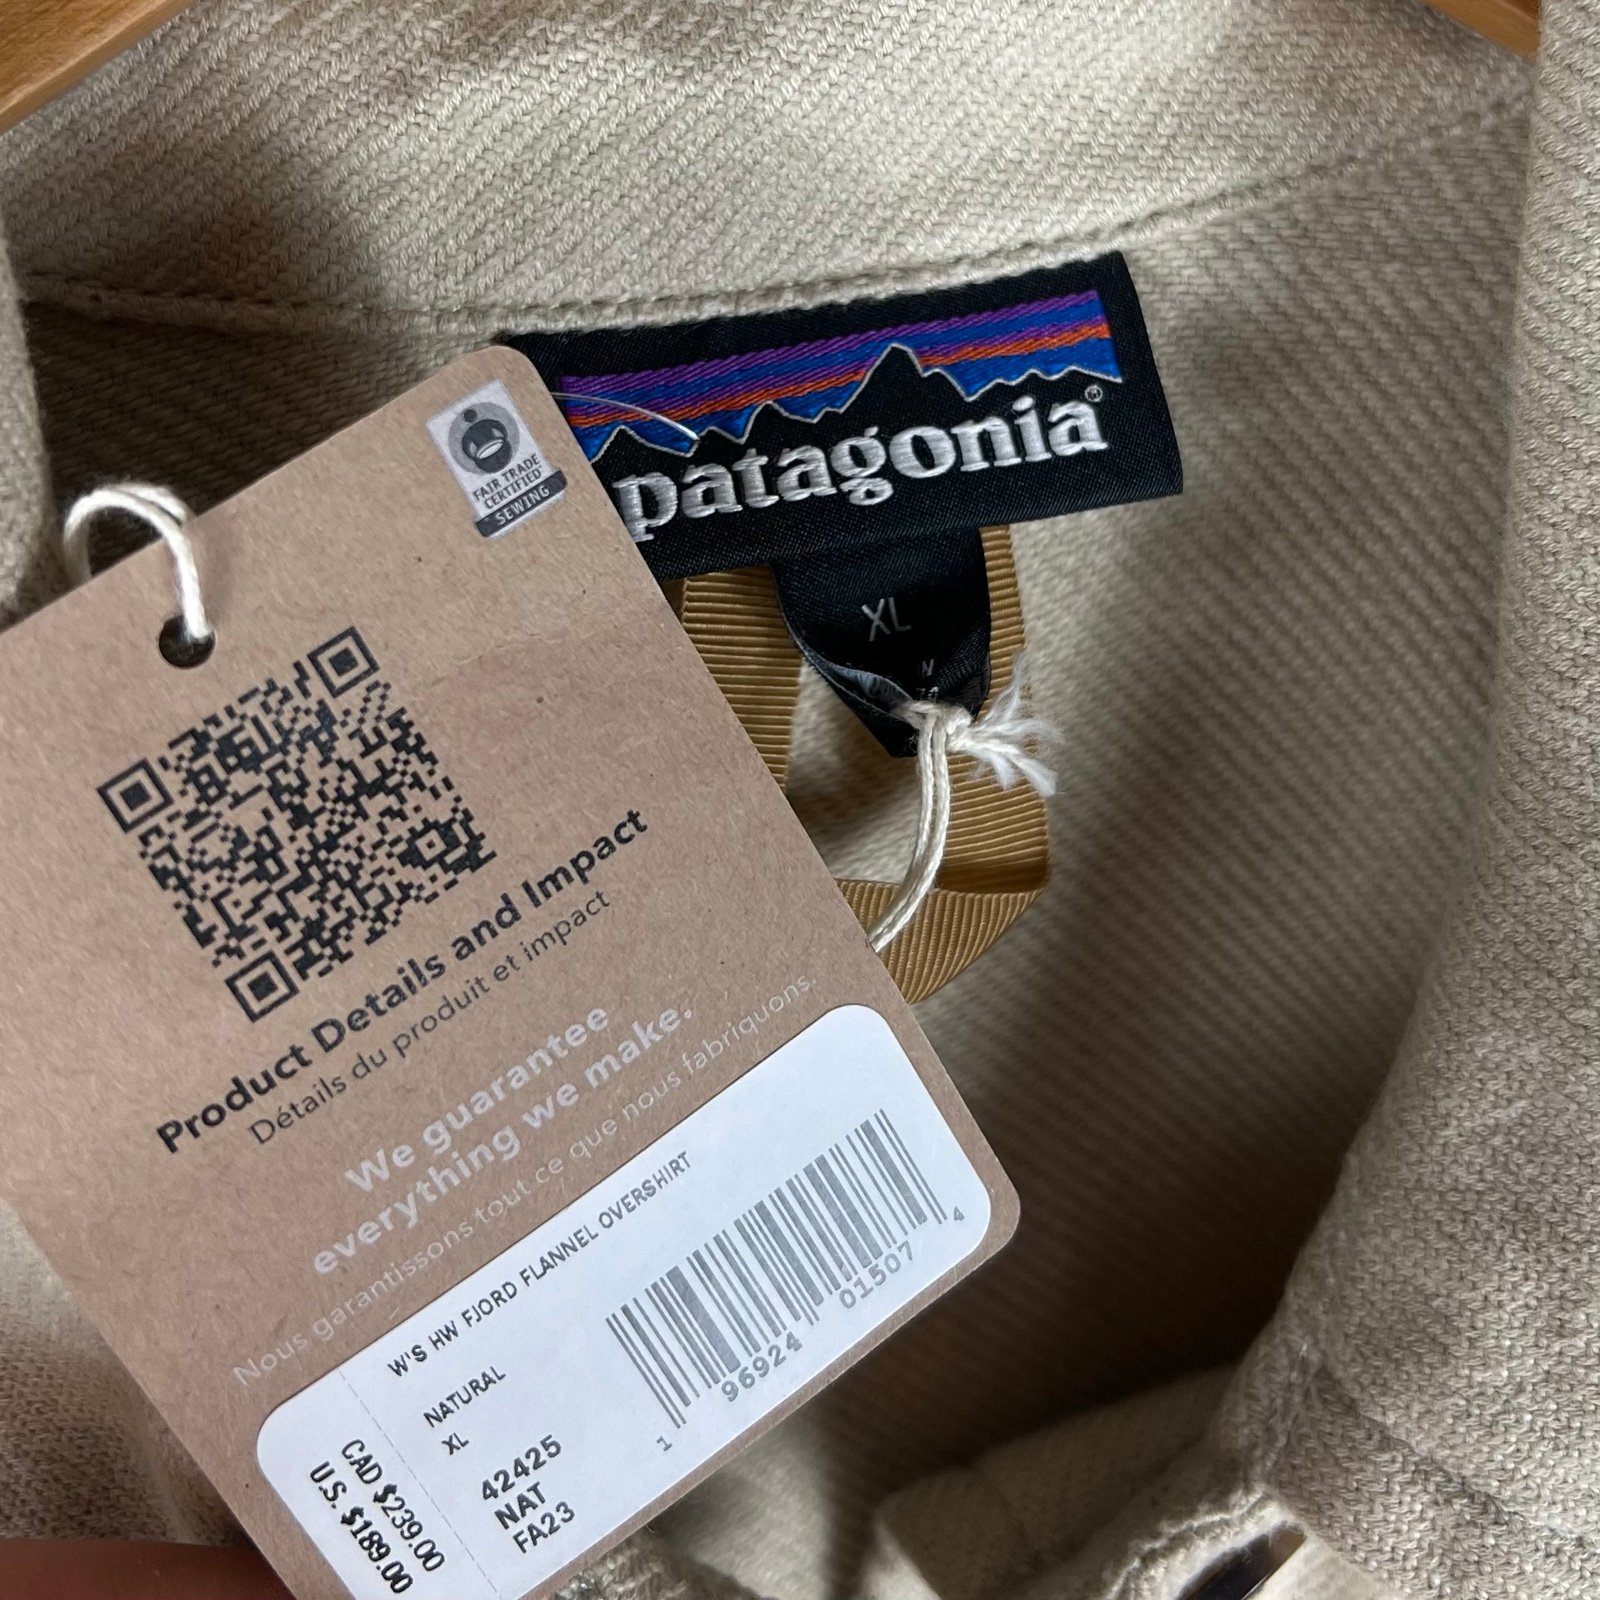 patagonia®
XL
FAIR TRADE
CERTIFIED
SEWING
Product Details and Impact
Détails du produit et impact
We guarantee
everything we make.
Nous garantissons tout ce que nous fabriquons.
W'S HW FJORD FLANNEL OVERSHIRT
NATURAL
XL
42425
NAT
FA23
1 96924 01507 4
CAD $239.00
U.S. $189.00